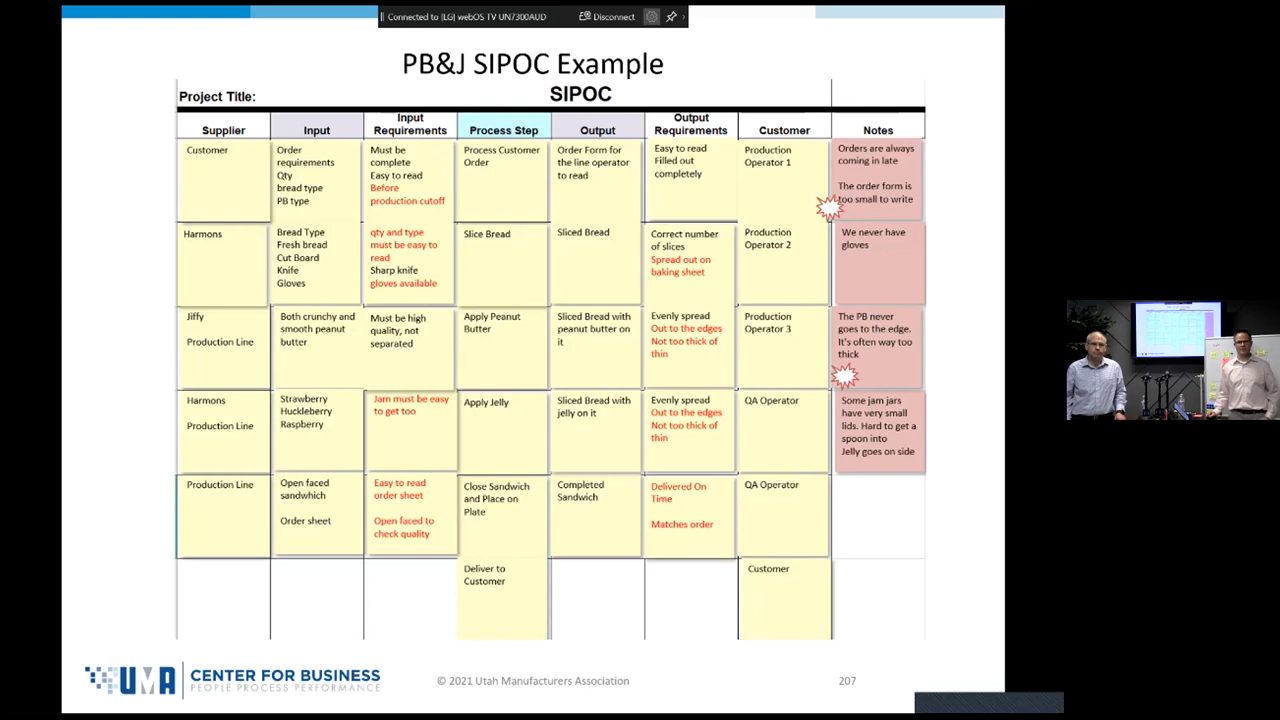 Connected to [LG] webOS TV UN7300AUD
Disconnect
PB&J SIPOC Example
Project Title:
SIPOC
Supplier
Input
Input
Requirements
Process Step
Output
Output
Requirements
Customer
Notes
Customer
Order
requirements
Qty
bread type
PB type
Must be
complete
Easy to read
Before
production cutoff
Process Customer
Order
Order Form for
the line operator
to read
Easy to read
Filled out
completely
Production
Operator 1
Orders are always
coming in late
The order form is
too small to write
Harmons
Bread Type
Fresh bread
Cut Board
Knife
Gloves
qty and type
must be easy to
read
Sharp knife
gloves available
Slice Bread
Sliced Bread
Correct number
of slices
Spread out on
baking sheet
Production
Operator 2
We never have
gloves
Jiffy
Production Line
Both crunchy and
smooth peanut
butter
Must be high
quality, not
separated
Apply Peanut
Butter
Sliced Bread with
peanut butter on
it
Evenly spread
Out to the edges
Not too thick of
thin
Production
Operator 3
The PB never
goes to the edge.
It's often way too
thick
Harmons
Production Line
Strawberry
Huckleberry
Raspberry
Jam must be easy
to get too
Apply Jelly
Sliced Bread with
jelly on it
Evenly spread
Out to the edges
Not too thick of
thin
QA Operator
Some jam jars
have very small
lids. Hard to get a
spoon into
Jelly goes on side
Production Line
Open faced
sandwhich
Order sheet
Easy to read
order sheet
Open faced to
check quality
Close Sandwich
and Place on
Plate
Completed
Sandwich
Delivered On
Time
Matches order
QA Operator
Deliver to
Customer
Customer
UMA
CENTER FOR BUSINESS
PEOPLE PROCESS PERFORMANCE
© 2021 Utah Manufacturers Association
207